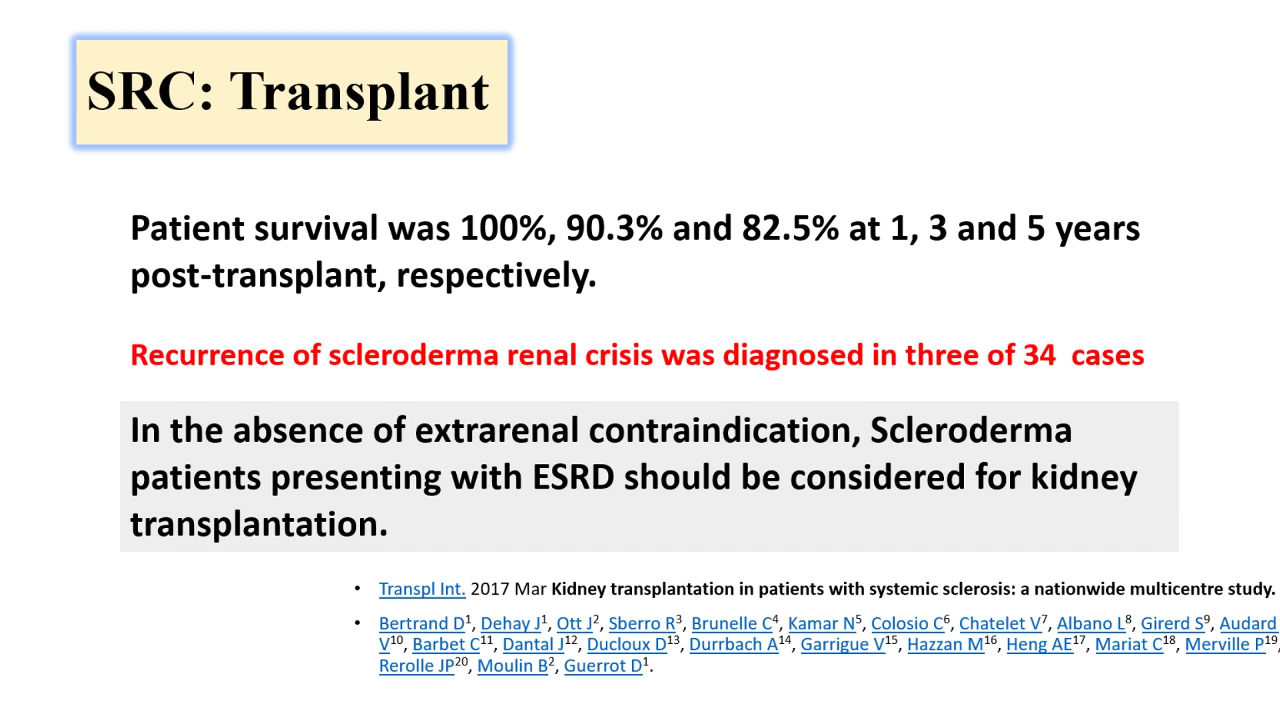 SRC: Transplant
Patient survival was 100%, 90.3% and 82.5% at 1, 3 and 5 years
post-transplant, respectively.
Recurrence of scleroderma renal crisis was diagnosed in three of 34  cases
In the absence of extrarenal contraindication, Scleroderma
patients presenting with ESRD should be considered for kidney
transplantation.
• Transpl Int. 2017 Mar Kidney transplantation in patients with systemic sclerosis: a nationwide multicentre study.
• Bertrand D1, Dehay J1, Ott J2, Sberro R3, Brunelle C4, Kamar N5, Colosio C6, Chatelet V7, Albano L8, Girerd S9, Audard
V10, Barbet C11, Dantal J12, Ducloux D13, Durrbach A14, Garrigue V15, Hazzan M16, Heng AE17, Mariat C18, Merville P19,
Rerolle JP20, Moulin B2, Guerrot D1.